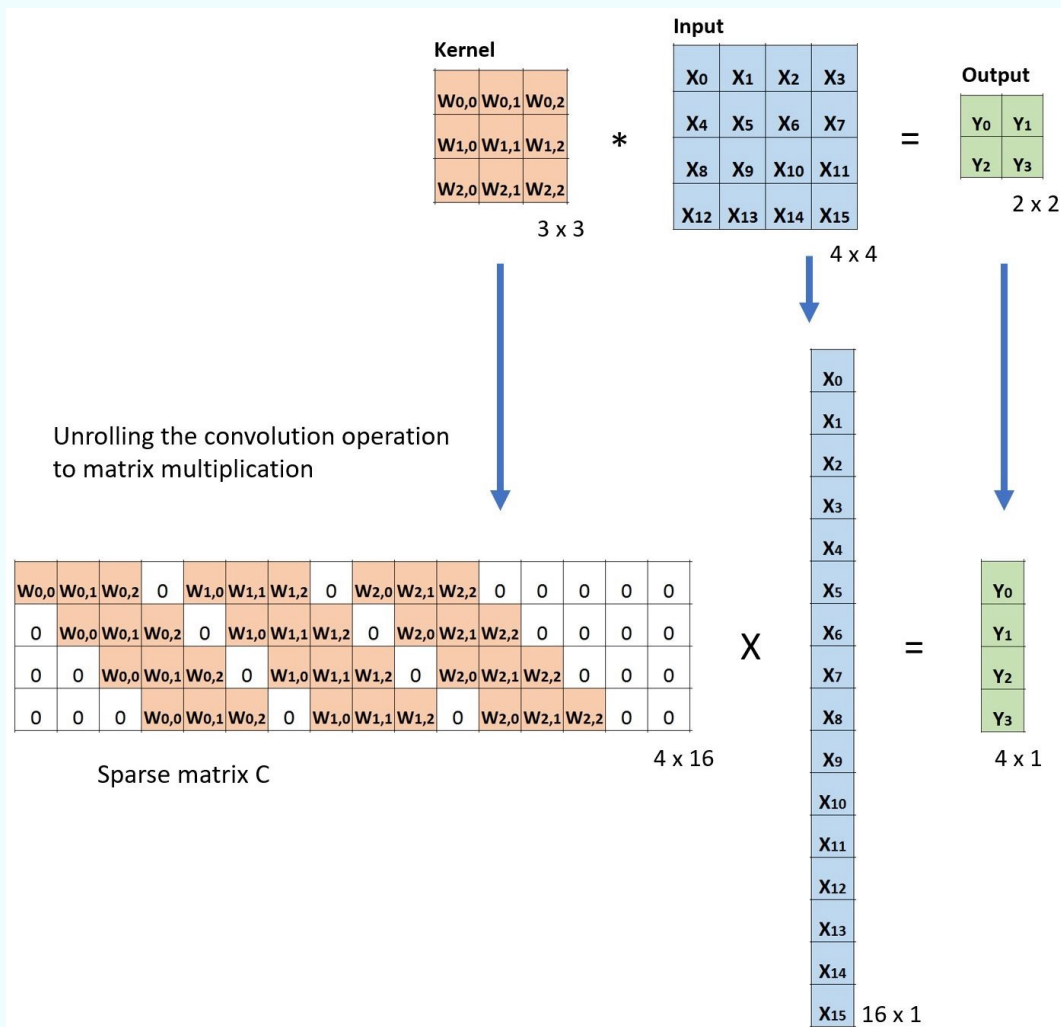 Kernel
Input
Output
W0,0 W0,1 W0,2
W1,0 W1,1 W1,2
W2,0 W2,1 W2,2
3 x 3
*
X0 X1 X2 X3
X4 X5 X6 X7
X8 X9 X10 X11
X12 X13 X14 X15
4 x 4
=
Y0 Y1
Y2 Y3
2 x 2
Unrolling the convolution operation
to matrix multiplication
W0,0 W0,1 W0,2 0 W1,0 W1,1 W1,2 0 W2,0 W2,1 W2,2 0 0 0 0 0
0 W0,0 W0,1 W0,2 0 W1,0 W1,1 W1,2 0 W2,0 W2,1 W2,2 0 0 0 0
0 0 W0,0 W0,1 W0,2 0 W1,0 W1,1 W1,2 0 W2,0 W2,1 W2,2 0 0 0
0 0 0 W0,0 W0,1 W0,2 0 W1,0 W1,1 W1,2 0 W2,0 W2,1 W2,2 0 0
4 x 16
Sparse matrix C
X
X0
X1
X2
X3
X4
X5
X6
X7
X8
X9
X10
X11
X12
X13
X14
X15
16 x 1
=
Y0
Y1
Y2
Y3
4 x 1